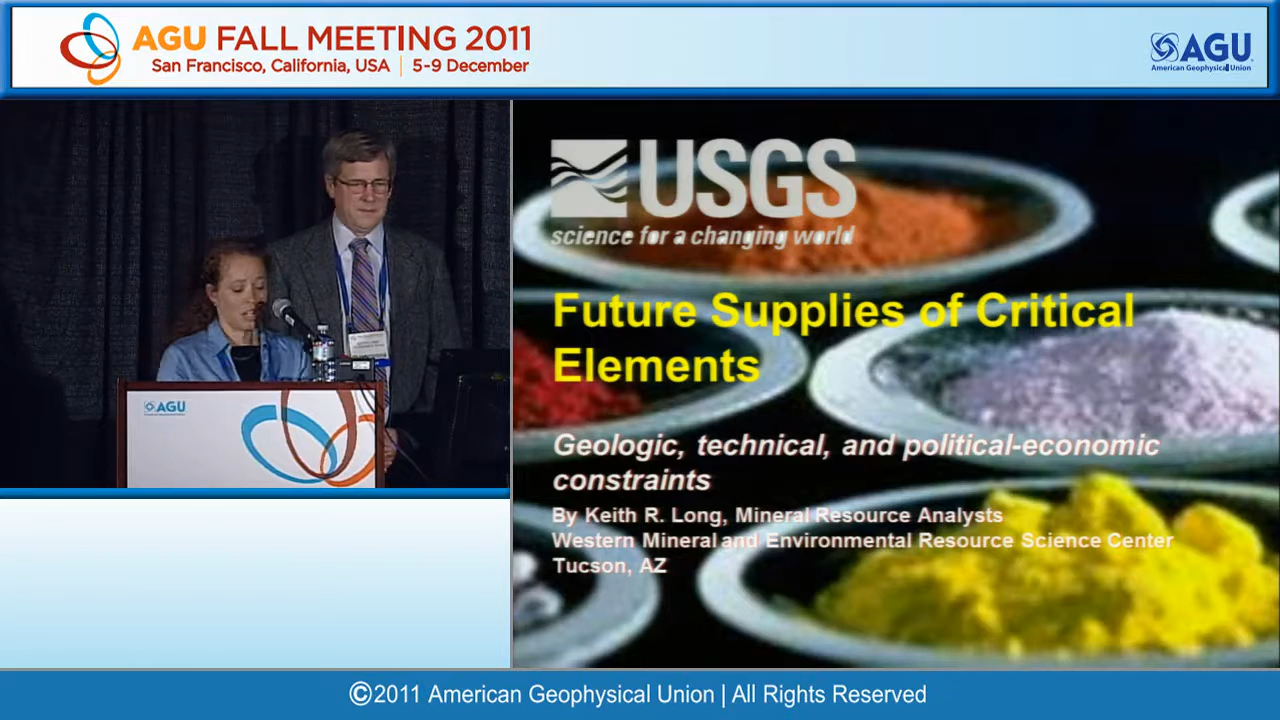 AGU FALL MEETING 2011
San Francisco, California, USA | 5-9 December
AGU
American Geophysical Union
USGS
science for a changing world
Future Supplies of Critical
Elements
Geologic, technical, and political-economic
constraints
By Keith R. Long, Mineral Resource Analysts
Western Mineral and Environmental Resource Science Center
Tucson, AZ
AGU
©2011 American Geophysical Union | All Rights Reserved